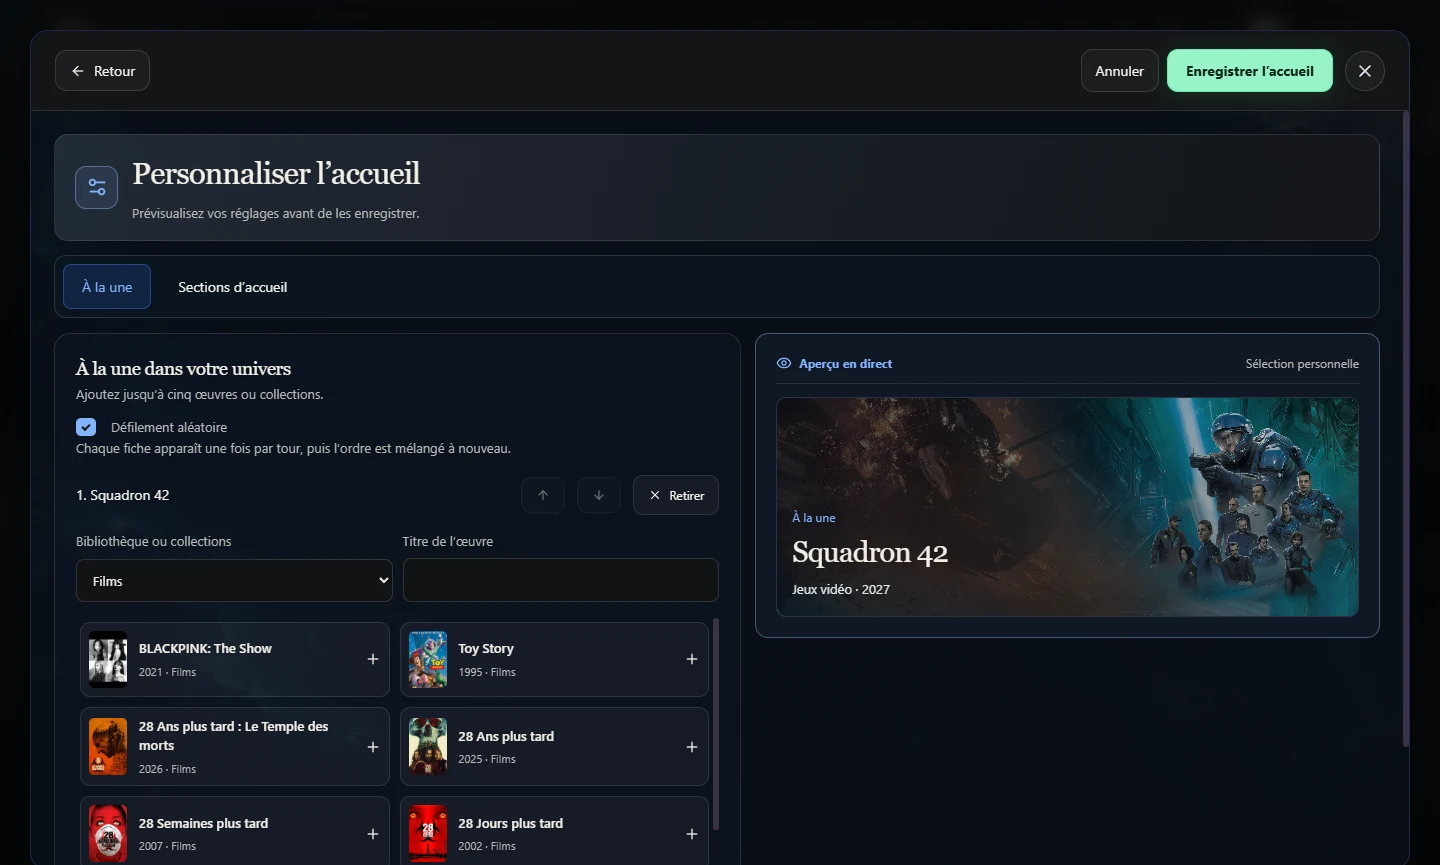 Retour
Annuler
Enregistrer l’accueil
Personnaliser l’accueil
Prévisualisez vos réglages avant de les enregistrer.
À la une
Sections d’accueil
À la une dans votre univers
Ajoutez jusqu’à cinq œuvres ou collections.
Défilement aléatoire
Chaque fiche apparaît une fois par tour, puis l’ordre est mélangé à nouveau.
1. Squadron 42
Retirer
Bibliothèque ou collections
Titre de l’œuvre
Films
BLACKPINK: The Show
2021 · Films
Toy Story
1995 · Films
28 Ans plus tard : Le Temple des
morts
2026 · Films
28 Ans plus tard
2025 · Films
28 Semaines plus tard
2007 · Films
28 Jours plus tard
2002 · Films
Aperçu en direct
Sélection personnelle
À la une
Squadron 42
Jeux vidéo · 2027